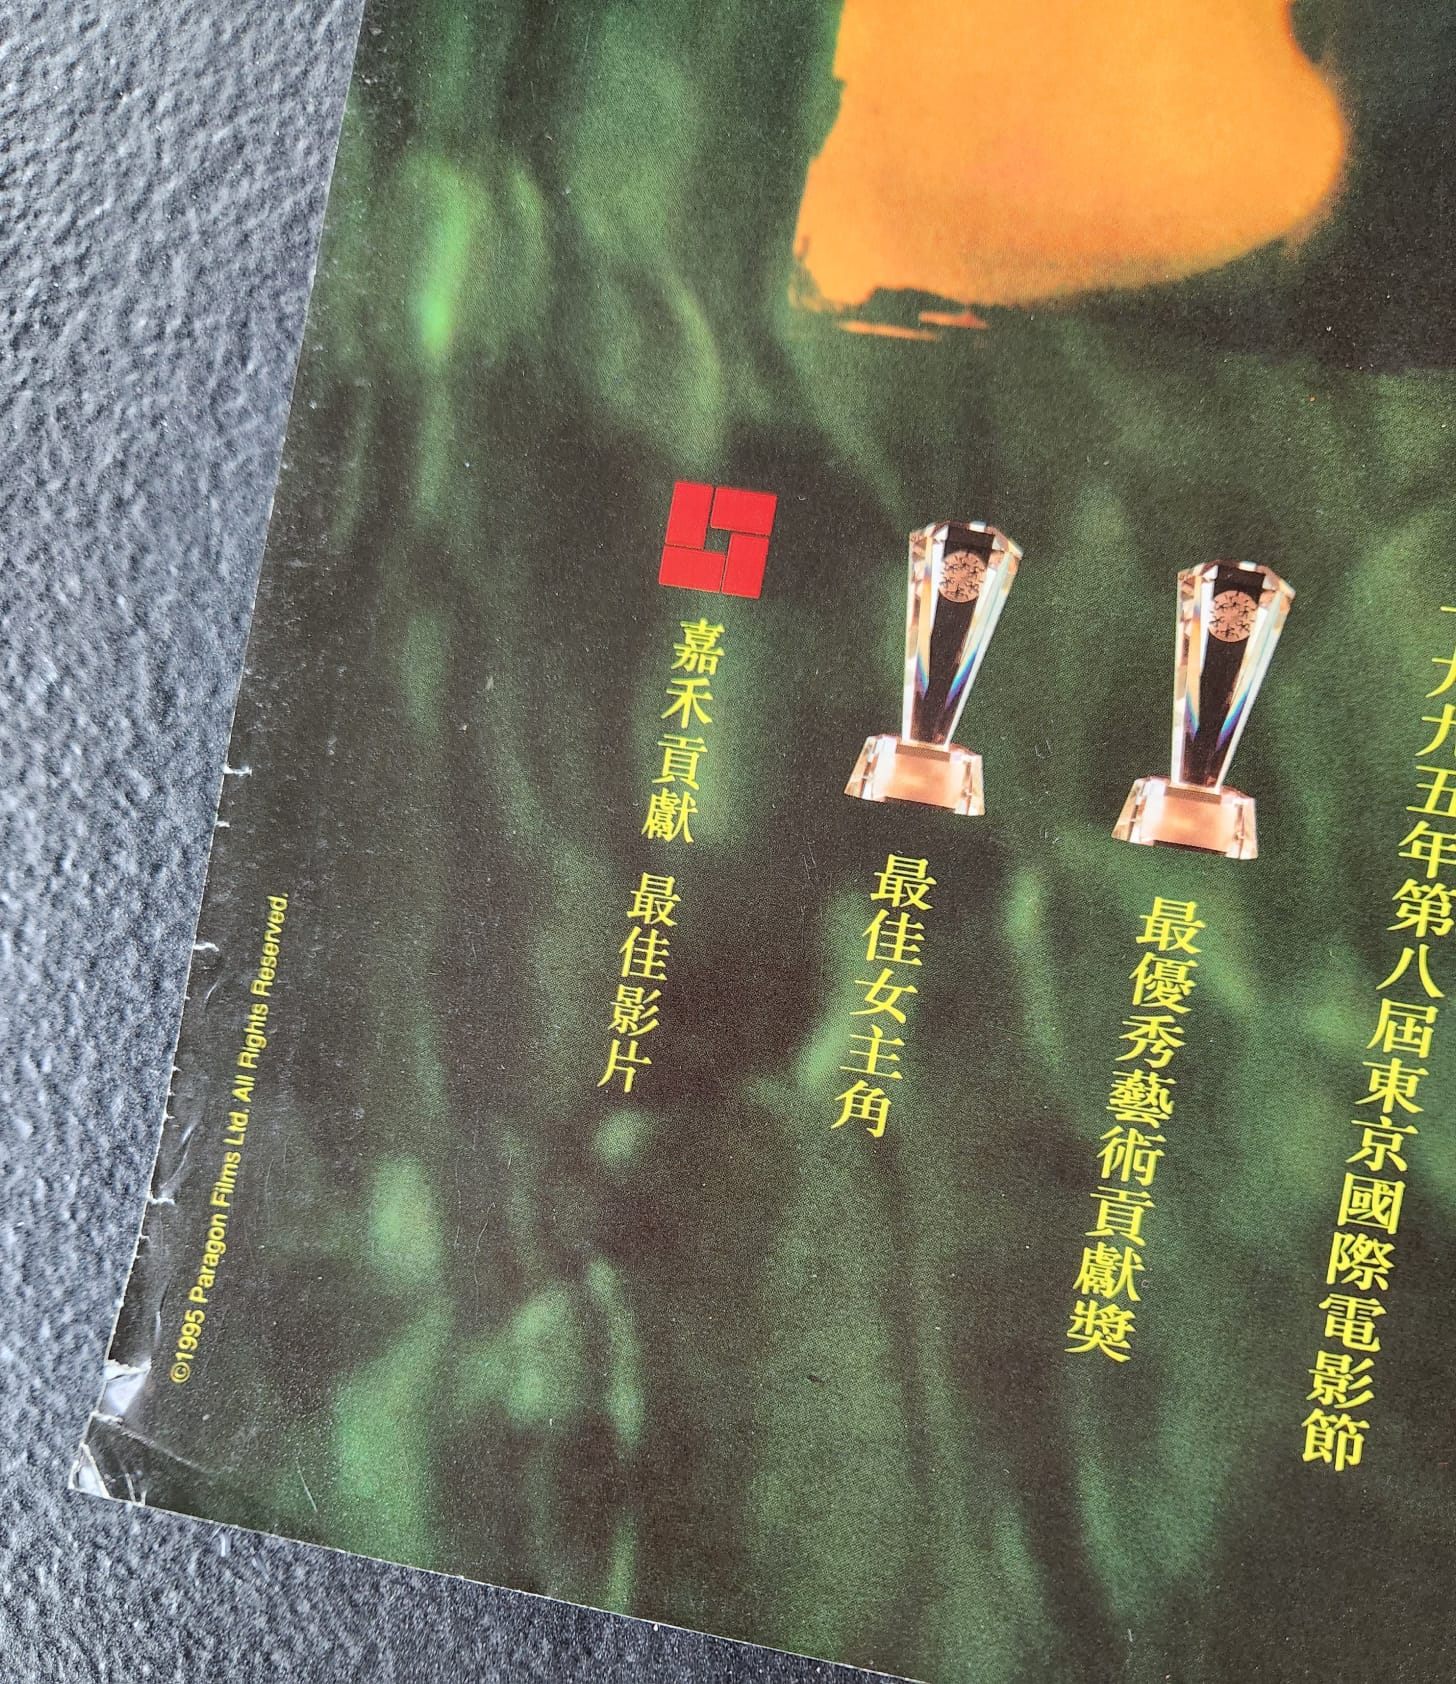 九九五年第八屆東京國際電影節
最優秀藝術貢獻獎
最佳女主角
嘉禾貢獻 最佳影片
©1995 Paragon Films Ltd. All Rights Reserved.